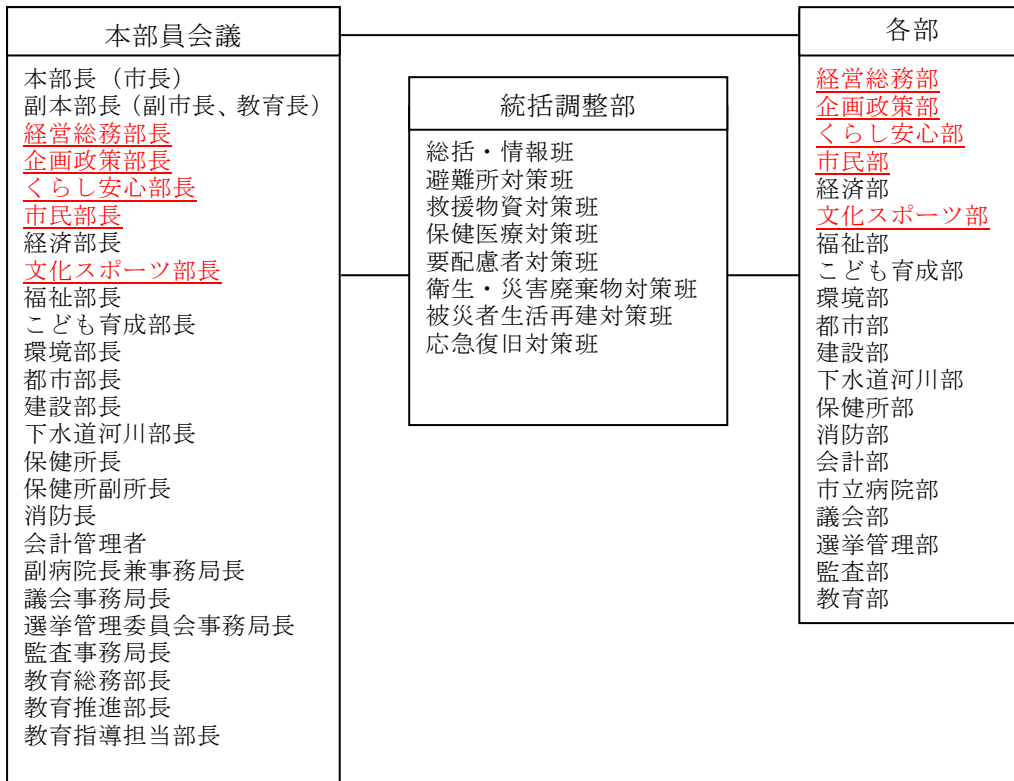 本部員会議
本部長（市長）
副本部長（副市長、教育長）
経営総務部長
企画政策部長
くらし安心部長
市民部長
経済部長
文化スポーツ部長
福祉部長
こども育成部長
環境部長
都市部長
建設部長
下水道河川部長
保健所長
保健所副所長
消防長
会計管理者
副病院長兼事務局長
議会事務局長
選挙管理委員会事務局長
監査事務局長
教育総務部長
教育推進部長
教育指導担当部長
統括調整部
総括・情報班
避難所対策班
救援物資対策班
保健医療対策班
要配慮者対策班
衛生・災害廃棄物対策班
被災者生活再建対策班
応急復旧対策班
各部
経営総務部
企画政策部
くらし安心部
市民部
経済部
文化スポーツ部
福祉部
こども育成部
環境部
都市部
建設部
下水道河川部
保健所部
消防部
会計部
市立病院部
議会部
選挙管理部
監査部
教育部